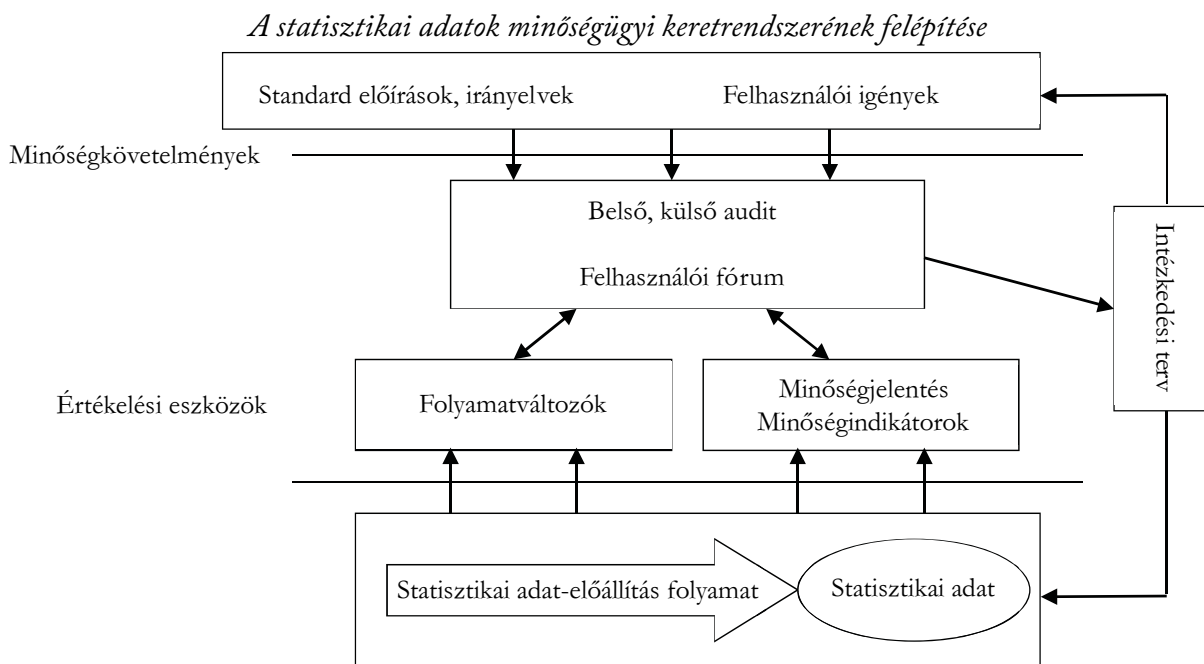 A statisztikai adatok minőségügyi keretrendszerének felépítése
Standard előírások, irányelvek
Felhasználói igények
Minőségkövetelmények
Belső, külső audit
Felhasználói fórum
Intézkedési terv
Értékelési eszközök
Folyamatváltozók
Minőségjelentés
Minőségindikátorok
Statisztikai adat-előállítás folyamat
Statisztikai adat